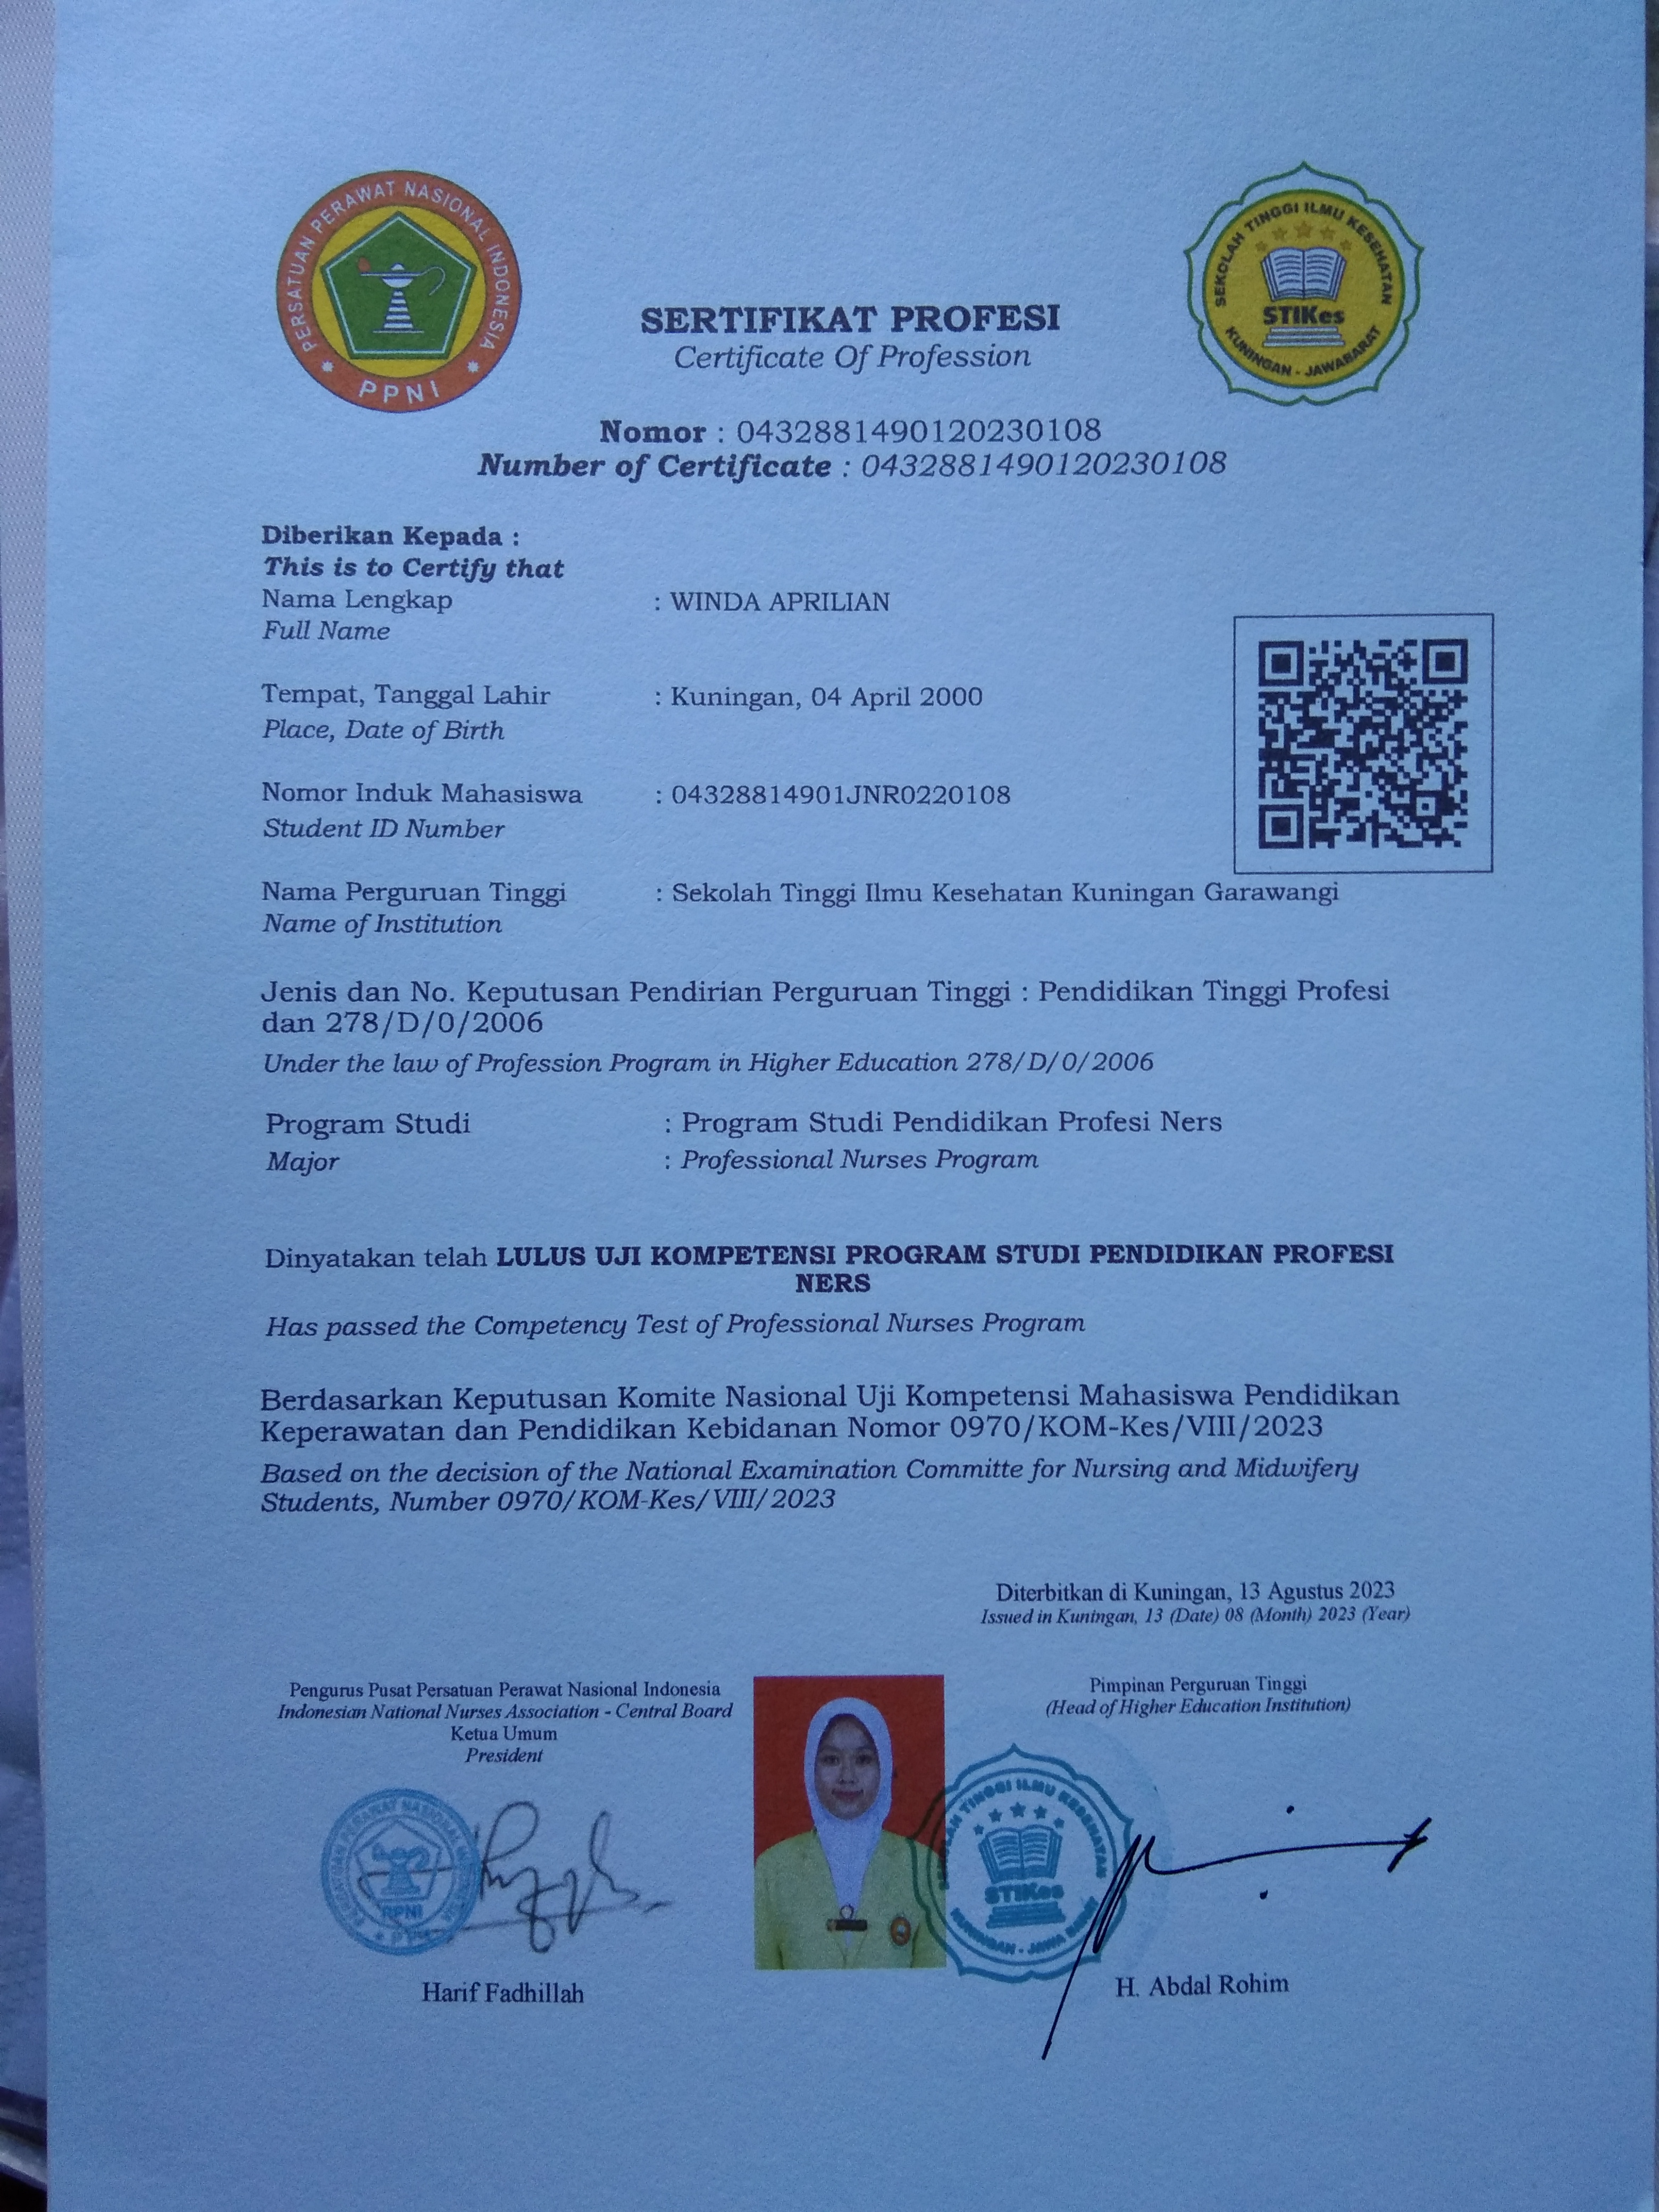 PERSATUAN PERAWAT NASIONAL INDONESIA
PPNI
SEKOLAH TINGGI ILMU KESEHATAN
STIKes
KUNINGAN - JAWABARAT
SERTIFIKAT PROFESI
Certificate Of Profession
Nomor : 0432881490120230108
Number of Certificate : 0432881490120230108
Diberikan Kepada :
This is to Certify that
Nama Lengkap : WINDA APRILIAN
Full Name
Tempat, Tanggal Lahir : Kuningan, 04 April 2000
Place, Date of Birth
Nomor Induk Mahasiswa : 04328814901JNR0220108
Student ID Number
Nama Perguruan Tinggi : Sekolah Tinggi Ilmu Kesehatan Kuningan Garawangi
Name of Institution
Jenis dan No. Keputusan Pendirian Perguruan Tinggi : Pendidikan Tinggi Profesi
dan 278/D/0/2006
Under the law of Profession Program in Higher Education 278/D/0/2006
Program Studi : Program Studi Pendidikan Profesi Ners
Major : Professional Nurses Program
Dinyatakan telah LULUS UJI KOMPETENSI PROGRAM STUDI PENDIDIKAN PROFESI
NERS
Has passed the Competency Test of Professional Nurses Program
Berdasarkan Keputusan Komite Nasional Uji Kompetensi Mahasiswa Pendidikan
Keperawatan dan Pendidikan Kebidanan Nomor 0970/KOM-Kes/VIII/2023
Based on the decision of the National Examination Committe for Nursing and Midwifery
Students, Number 0970/KOM-Kes/VIII/2023
Diterbitkan di Kuningan, 13 Agustus 2023
Issued in Kuningan, 13 (Date) 08 (Month) 2023 (Year)
Pengurus Pusat Persatuan Perawat Nasional Indonesia
Indonesian National Nurses Association - Central Board
Ketua Umum
President
Pimpinan Perguruan Tinggi
(Head of Higher Education Institution)
TINGGI ILMU KESEHATAN
STIKes
KUNINGAN - JAWA
Harif Fadhillah
H. Abdal Rohim